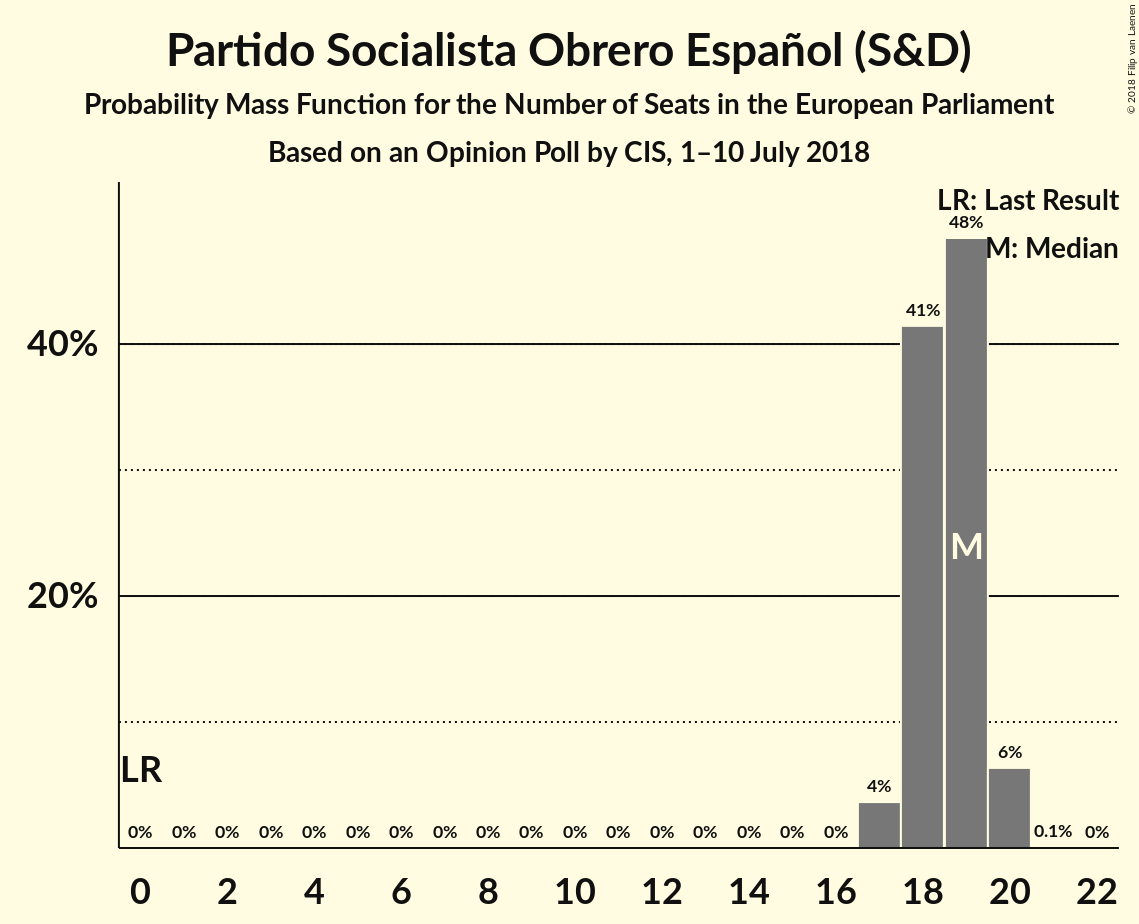 Partido Socialista Obrero Español (S&D)
Probability Mass Function for the Number of Seats in the European Parliament
Based on an Opinion Poll by CIS, 1–10 July 2018
© 2018 Filip van Laenen
LR: Last Result
M: Median
48%
41%
40%
M
20%
LR
6%
4%
0% 0% 0% 0% 0% 0% 0% 0% 0% 0% 0% 0% 0% 0% 0% 0% 0% 0.1% 0%
0 2 4 6 8 10 12 14 16 18 20 22